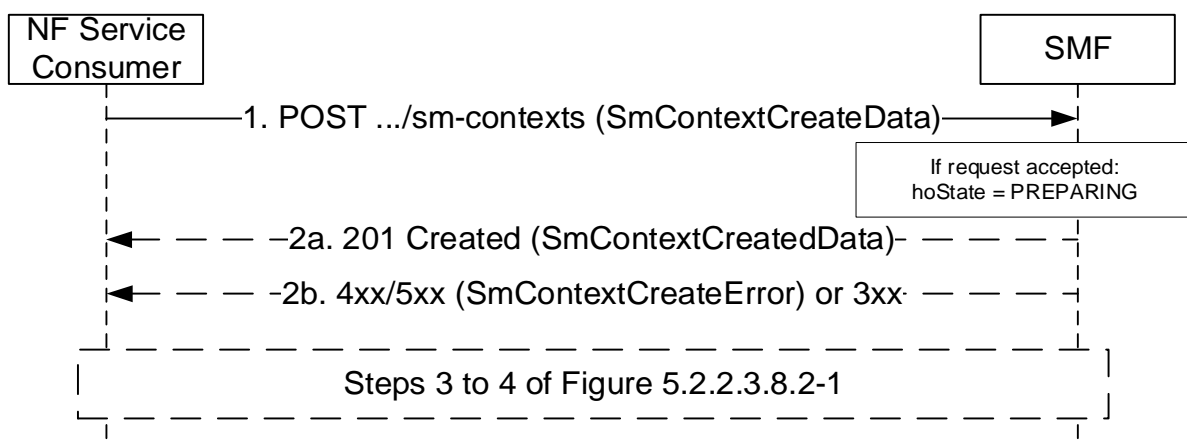 NF Service
Consumer
SMF
1. POST .../sm-contexts (SmContextCreateData)
If request accepted:
hoState = PREPARING
2a. 201 Created (SmContextCreatedData)
2b. 4xx/5xx (SmContextCreateError) or 3xx
Steps 3 to 4 of Figure 5.2.2.3.8.2-1